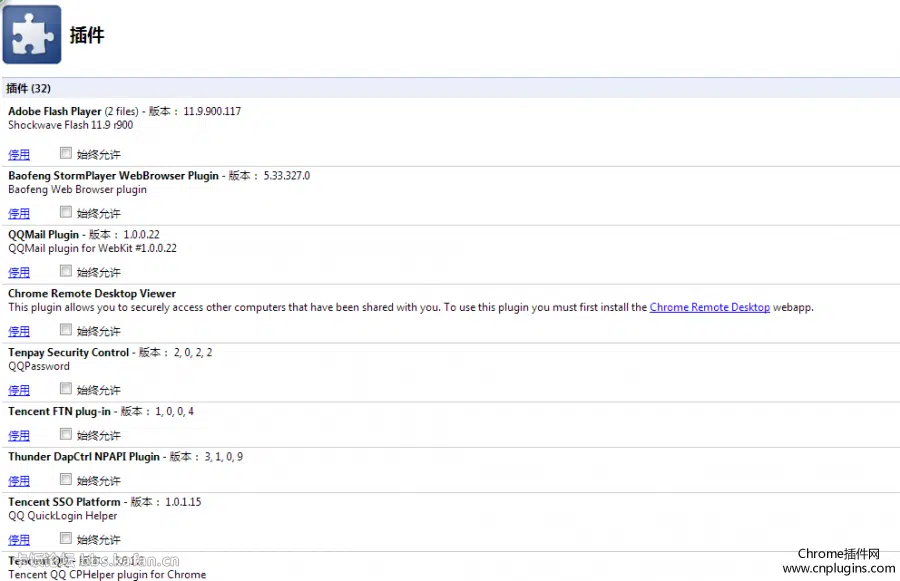 插件
插件 (32)
Adobe Flash Player (2 files) - 版本： 11.9.900.117
Shockwave Flash 11.9 r900
停用 始终允许
Baofeng StormPlayer WebBrowser Plugin - 版本： 5.33.327.0
Baofeng Web Browser plugin
停用 始终允许
QQMail Plugin - 版本： 1.0.0.22
QQMail plugin for WebKit #1.0.0.22
停用 始终允许
Chrome Remote Desktop Viewer
This plugin allows you to securely access other computers that have been shared with you. To use this plugin you must first install the Chrome Remote Desktop webapp.
停用 始终允许
Tenpay Security Control - 版本： 2, 0, 2, 2
QQPassword
停用 始终允许
Tencent FTN plug-in - 版本： 1, 0, 0, 4
停用 始终允许
Thunder DapCtrl NPAPI Plugin - 版本： 3, 1, 0, 9
停用 始终允许
Tencent SSO Platform - 版本： 1.0.1.15
QQ QuickLogin Helper
停用 始终允许
Tencent QQ
卡饭论坛 bbs.kafan.cn
Tencent QQ CPHelper plugin for Chrome
Chrome插件网
www.cnplugins.com